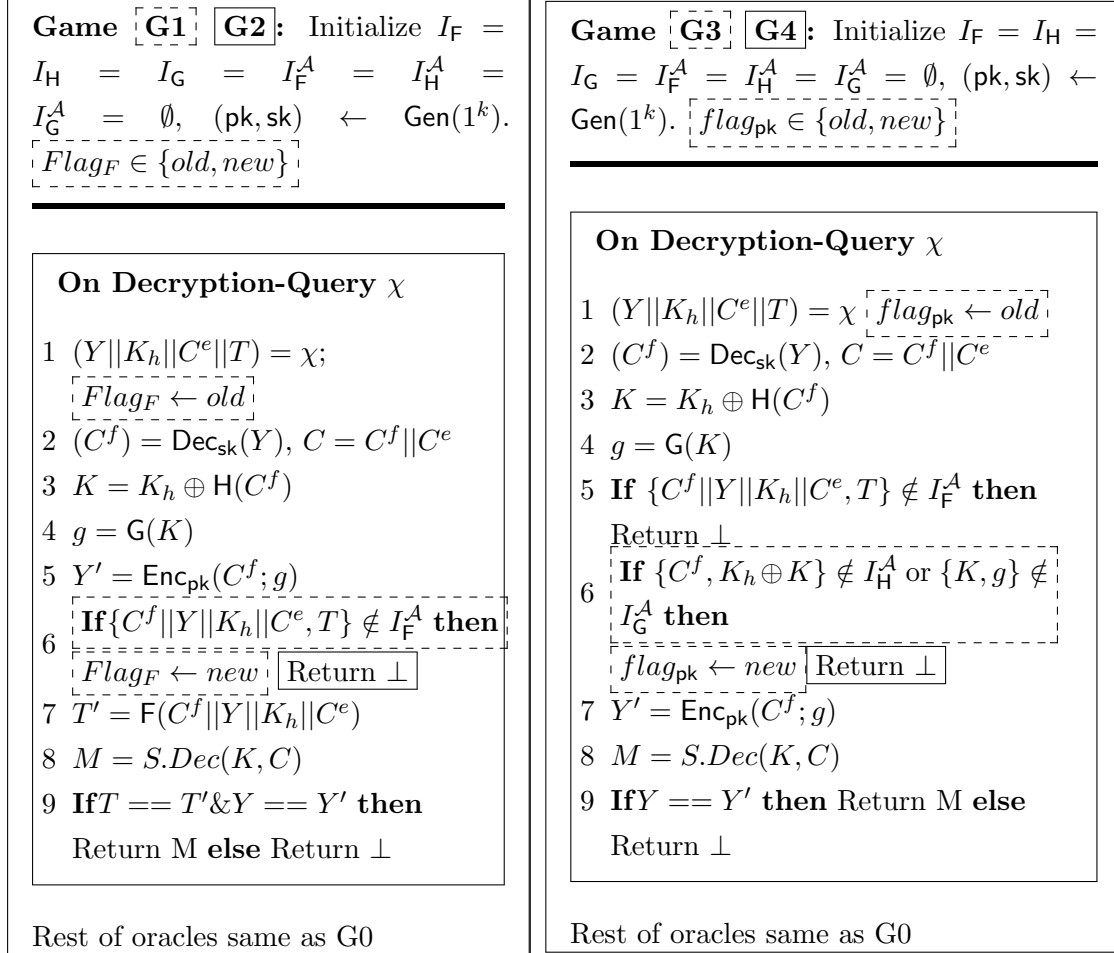 Game G1 G2: Initialize I_F =
I_H = I_G = I_F^A = I_H^A =
I_G^A = ∅, (pk, sk) ← Gen(1^k).
Flag_F ∈ {old, new}
On Decryption-Query χ
1 (Y||K_h||C^e||T) = χ;
Flag_F ← old
2 (C^f) = Dec_sk(Y), C = C^f||C^e
3 K = K_h ⊕ H(C^f)
4 g = G(K)
5 Y′ = Enc_pk(C^f; g)
6 If{C^f||Y||K_h||C^e, T} ∉ I_F^A then
Flag_F ← new Return ⊥
7 T′ = F(C^f||Y||K_h||C^e)
8 M = S.Dec(K, C)
9 IfT == T′&Y == Y′ then
Return M else Return ⊥
Rest of oracles same as G0
Game G3 G4: Initialize I_F = I_H =
I_G = I_F^A = I_H^A = I_G^A = ∅, (pk, sk) ←
Gen(1^k). flag_pk ∈ {old, new}
On Decryption-Query χ
1 (Y||K_h||C^e||T) = χ flag_pk ← old
2 (C^f) = Dec_sk(Y), C = C^f||C^e
3 K = K_h ⊕ H(C^f)
4 g = G(K)
5 If {C^f||Y||K_h||C^e, T} ∉ I_F^A then
Return ⊥
6 If {C^f, K_h ⊕ K} ∉ I_H^A or {K, g} ∉
I_G^A then
flag_pk ← new Return ⊥
7 Y′ = Enc_pk(C^f; g)
8 M = S.Dec(K, C)
9 IfY == Y′ then Return M else
Return ⊥
Rest of oracles same as G0